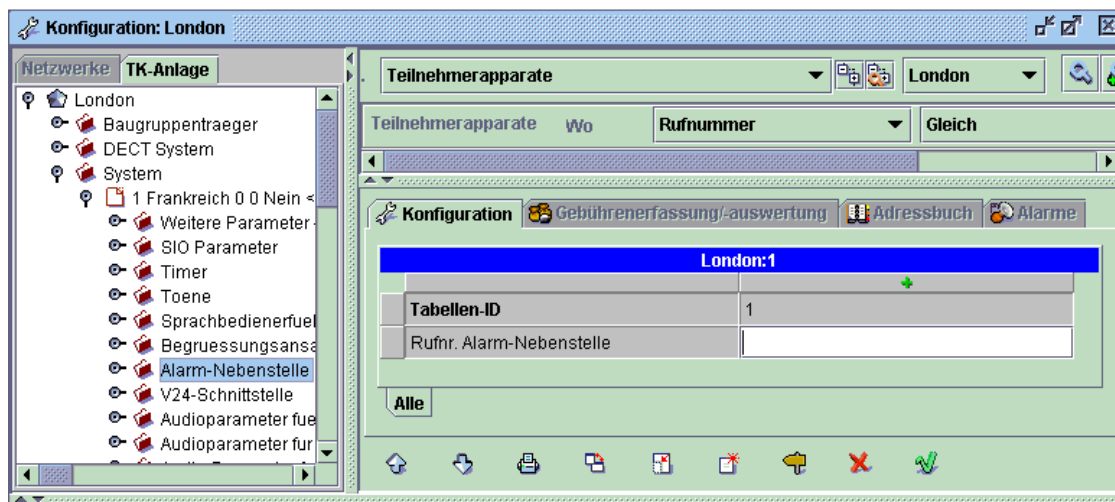 Konfiguration: London
Netzwerke TK-Anlage
London
Baugruppentraeger
DECT System
System
1 Frankreich 0 0 Nein <
Weitere Parameter
SIO Parameter
Timer
Toene
Sprachbedienerfuel
Begruessungsansa
Alarm-Nebenstelle
V24-Schnittstelle
Audioparameter fue
Audioparameter fur
Teilnehmerapparate London
Teilnehmerapparate Wo Rufnummer Gleich
Konfiguration Gebührenerfassung/-auswertung Adressbuch Alarme
London:1
Tabellen-ID 1
Rufnr. Alarm-Nebenstelle
Alle